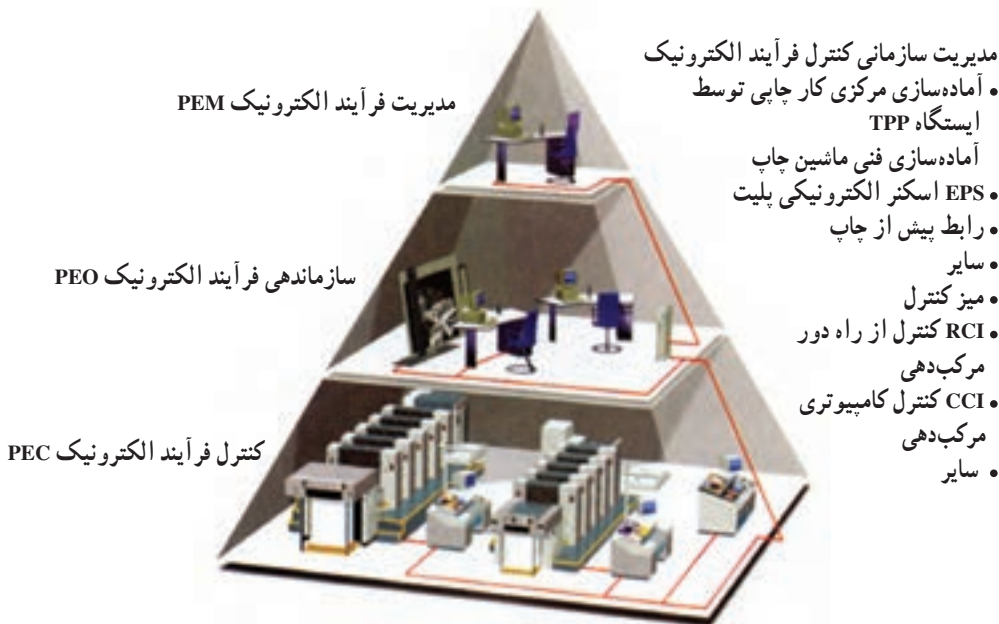 مدیریت سازمانی کنترل فرآیند الکترونیک
• آماده‌سازی مرکزی کار چاپی توسط
ایستگاه TPP
آماده‌سازی فنی ماشین چاپ
• EPS اسکنر الکترونیکی پلیت
• رابط پیش از چاپ
• سایر
• میز کنترل
• RCI کنترل از راه دور
مرکب‌دهی
• CCI کنترل کامپیوتری
مرکب‌دهی
• سایر
مدیریت فرآیند الکترونیک PEM
سازماندهی فرآیند الکترونیک PEO
کنترل فرآیند الکترونیک PEC